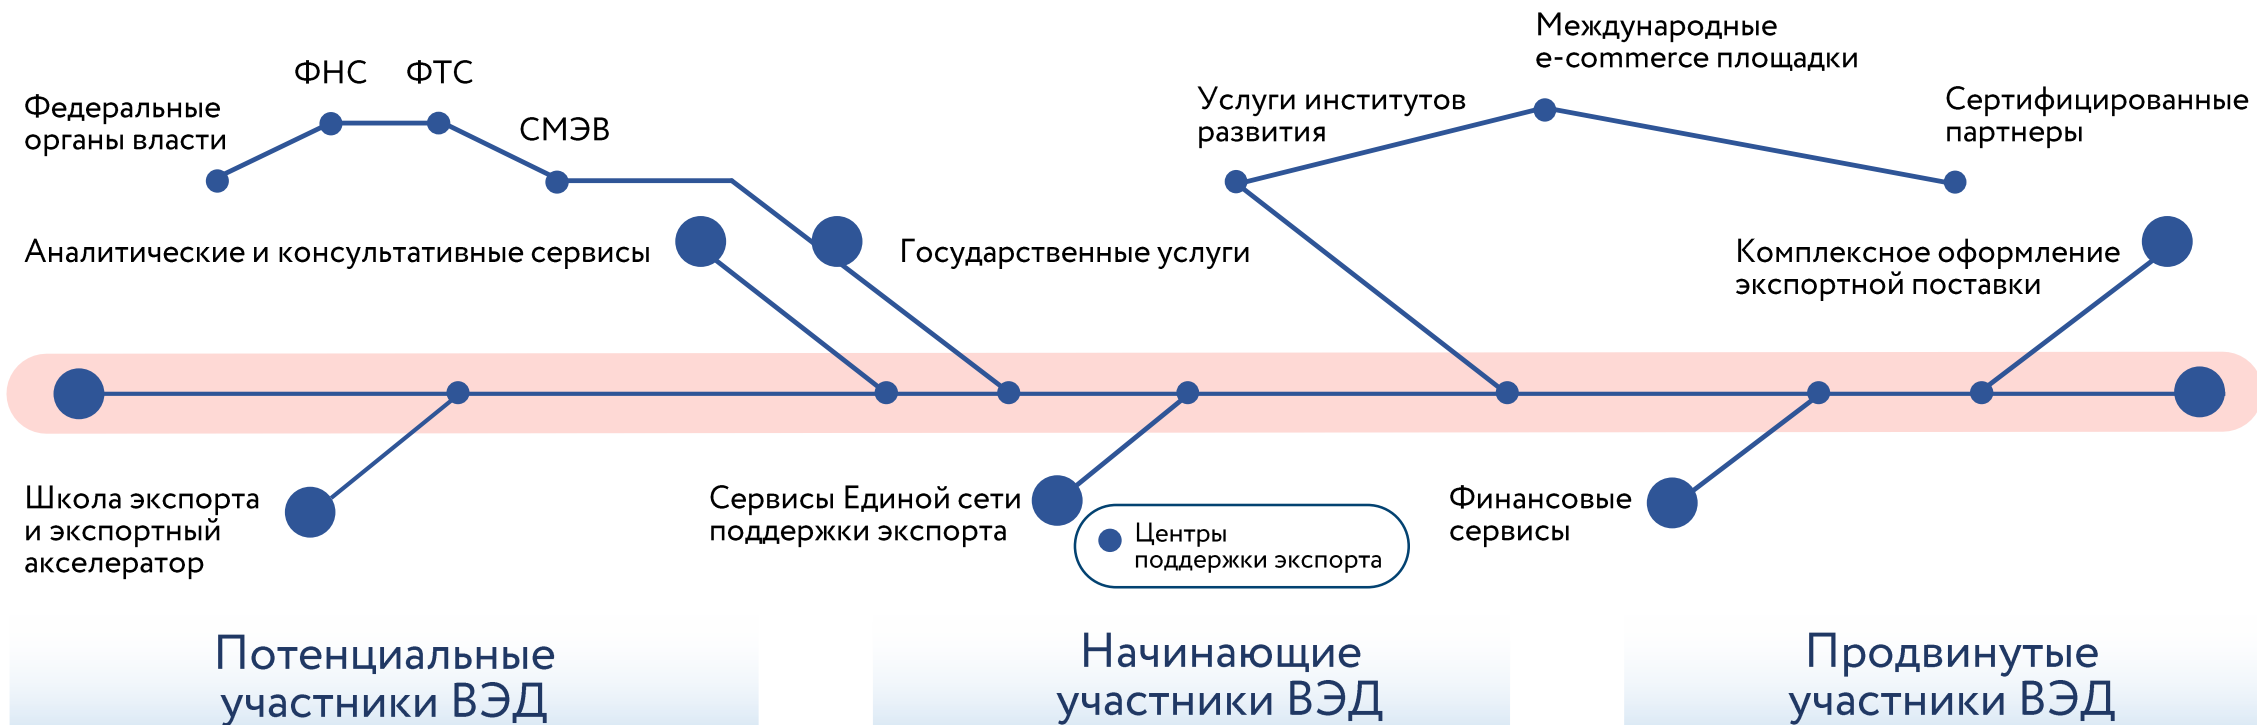 Международные
e-commerce площадки
ФНС
ФТС
Федеральные
органы власти
СМЭВ
Услуги институтов
развития
Сертифицированные
партнеры
Аналитические и консультативные сервисы
Государственные услуги
Комплексное оформление
экспортной поставки
Школа экспорта
и экспортный
акселератор
Сервисы Единой сети
поддержки экспорта
Центры
поддержки экспорта
Финансовые
сервисы
Потенциальные
участники ВЭД
Начинающие
участники ВЭД
Продвинутые
участники ВЭД